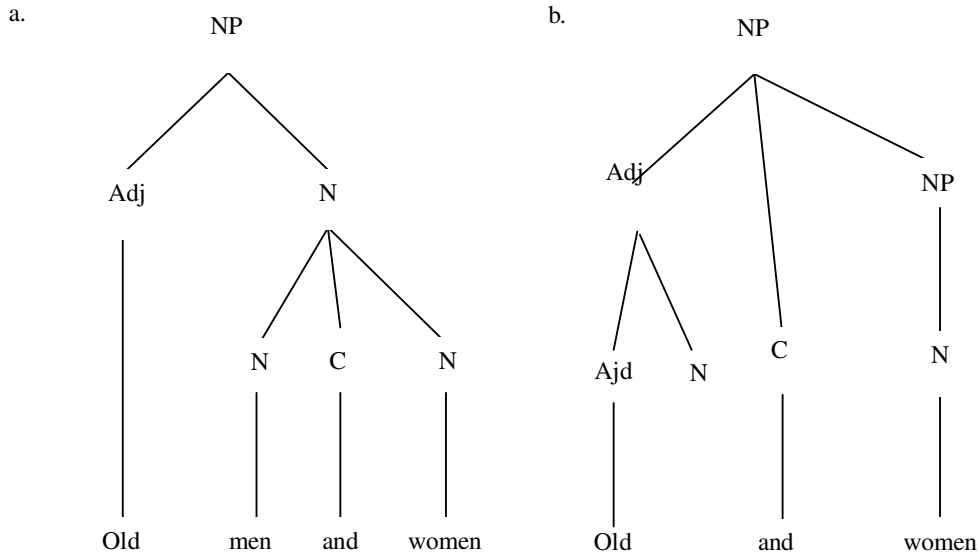 a.
NP
Adj N
N C N
Old men and women
b.
NP
Adj NP
Ajd N C N
Old and women